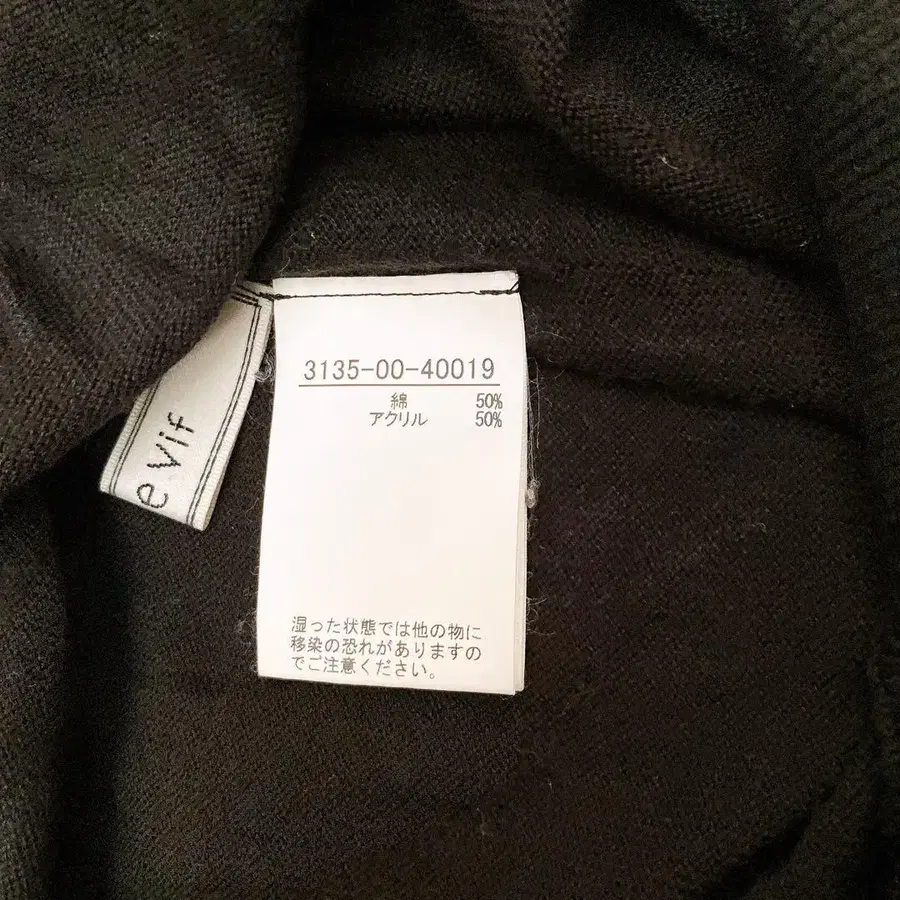 evif
3135-00-40019
綿 50%
アクリル 50%
湿った状態では他の物に
移染の恐れがありますの
でご注意ください。